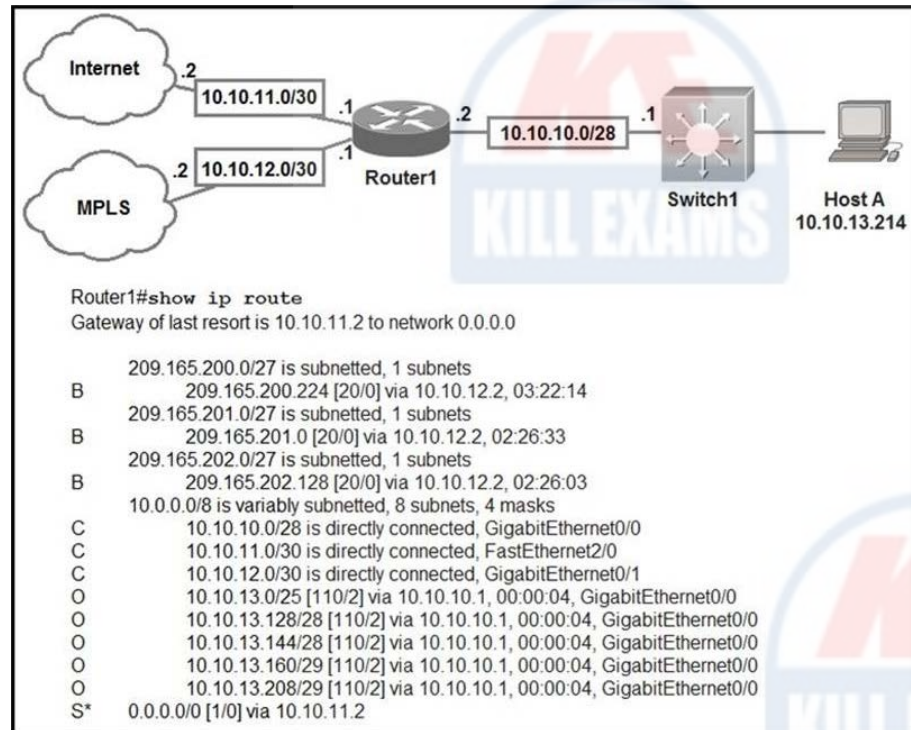 Internet
.2
10.10.11.0/30
.1
.2
10.10.10.0/28
.1
.2
10.10.12.0/30
.1
Router1
MPLS
Switch1
Host A
10.10.13.214
KILL EXAMS
Router1#show ip route
Gateway of last resort is 10.10.11.2 to network 0.0.0.0
209.165.200.0/27 is subnetted, 1 subnets
B 209.165.200.224 [20/0] via 10.10.12.2, 03:22:14
209.165.201.0/27 is subnetted, 1 subnets
B 209.165.201.0 [20/0] via 10.10.12.2, 02:26:33
209.165.202.0/27 is subnetted, 1 subnets
B 209.165.202.128 [20/0] via 10.10.12.2, 02:26:03
10.0.0.0/8 is variably subnetted, 8 subnets, 4 masks
C 10.10.10.0/28 is directly connected, GigabitEthernet0/0
C 10.10.11.0/30 is directly connected, FastEthernet2/0
C 10.10.12.0/30 is directly connected, GigabitEthernet0/1
O 10.10.13.0/25 [110/2] via 10.10.10.1, 00:00:04, GigabitEthernet0/0
O 10.10.13.128/28 [110/2] via 10.10.10.1, 00:00:04, GigabitEthernet0/0
O 10.10.13.144/28 [110/2] via 10.10.10.1, 00:00:04, GigabitEthernet0/0
O 10.10.13.160/29 [110/2] via 10.10.10.1, 00:00:04, GigabitEthernet0/0
O 10.10.13.208/29 [110/2] via 10.10.10.1, 00:00:04, GigabitEthernet0/0
S* 0.0.0.0/0 [1/0] via 10.10.11.2